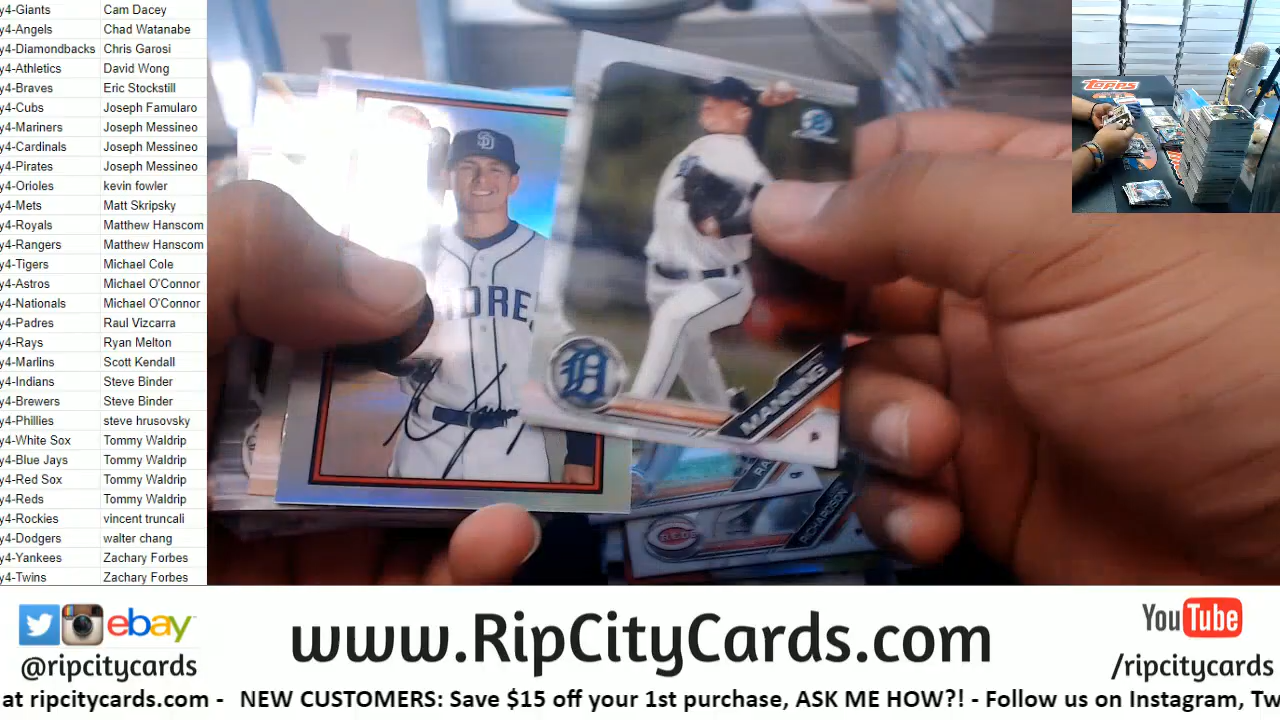 y4-Giants Cam Dacey
y4-Angels Chad Watanabe
y4-Diamondbacks Chris Garosi
y4-Athletics David Wong
y4-Braves Eric Stockstill
y4-Cubs Joseph Famularo
y4-Mariners Joseph Messineo
y4-Cardinals Joseph Messineo
y4-Pirates Joseph Messineo
y4-Orioles kevin fowler
y4-Mets Matt Skripsky
y4-Royals Matthew Hanscom
y4-Rangers Matthew Hanscom
y4-Tigers Michael Cole
y4-Astros Michael O'Connor
y4-Nationals Michael O'Connor
y4-Padres Raul Vizcarra
y4-Rays Ryan Melton
y4-Marlins Scott Kendall
y4-Indians Steve Binder
y4-Brewers Steve Binder
y4-Phillies steve hrusovsky
y4-White Sox Tommy Waldrip
y4-Blue Jays Tommy Waldrip
y4-Red Sox Tommy Waldrip
y4-Reds Tommy Waldrip
y4-Rockies vincent truncali
y4-Dodgers walter chang
y4-Yankees Zachary Forbes
y4-Twins Zachary Forbes
topps
SD
DRE
D
MANNING
P
RA
RICHARDSON
REDS
ebay
@ripcitycards
www.RipCityCards.com
YouTube
/ripcitycards
at ripcitycards.com - NEW CUSTOMERS: Save $15 off your 1st purchase, ASK ME HOW?! - Follow us on Instagram, Tw